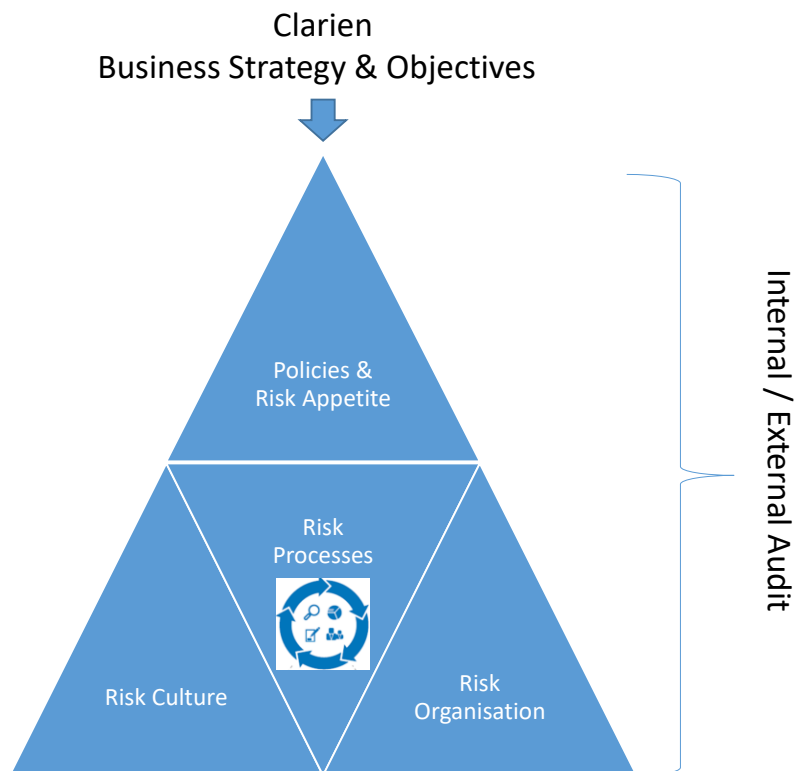 Clarien
Business Strategy & Objectives
Policies &
Risk Appetite
Risk
Processes
Risk Culture
Risk
Organisation
Internal / External Audit